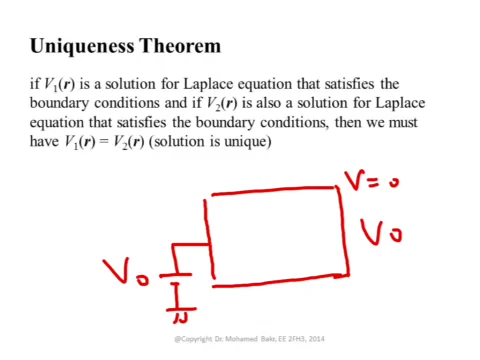 Uniqueness Theorem
if V₁(r) is a solution for Laplace equation that satisfies the
boundary conditions and if V₂(r) is also a solution for Laplace
equation that satisfies the boundary conditions, then we must
have V₁(r) = V₂(r) (solution is unique)
V=0
V0
V0
@Copyright Dr. Mohamed Bakr, EE 2FH3, 2014